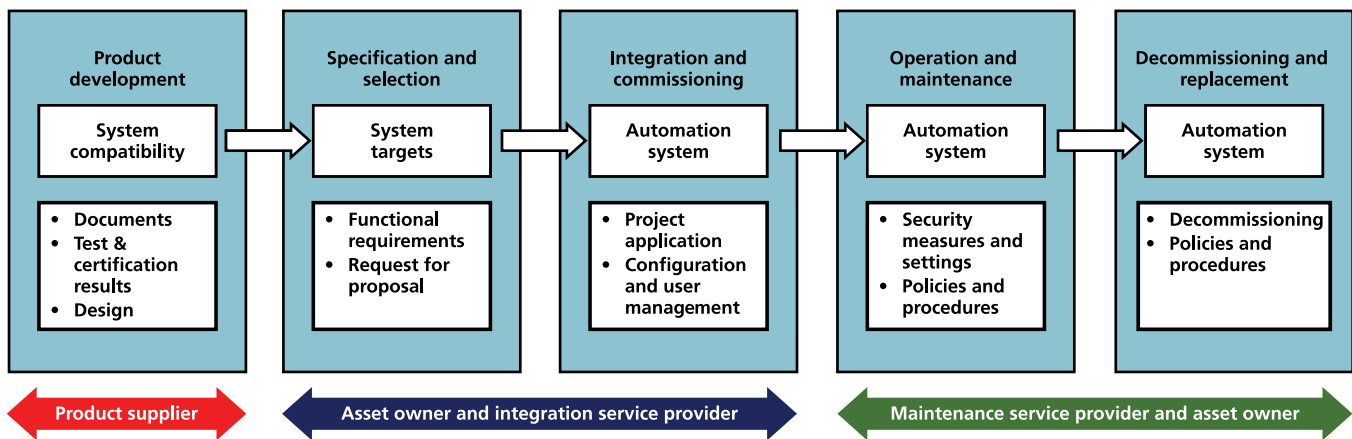 Product
development
System
compatibility
• Documents
• Test &
certification
results
• Design
Specification and
selection
System
targets
• Functional
requirements
• Request for
proposal
Integration and
commissioning
Automation
system
• Project
application
• Configuration
and user
management
Operation and
maintenance
Automation
system
• Security
measures and
settings
• Policies and
procedures
Decommissioning and
replacement
Automation
system
• Decommissioning
• Policies and
procedures
Product supplier
Asset owner and integration service provider
Maintenance service provider and asset owner